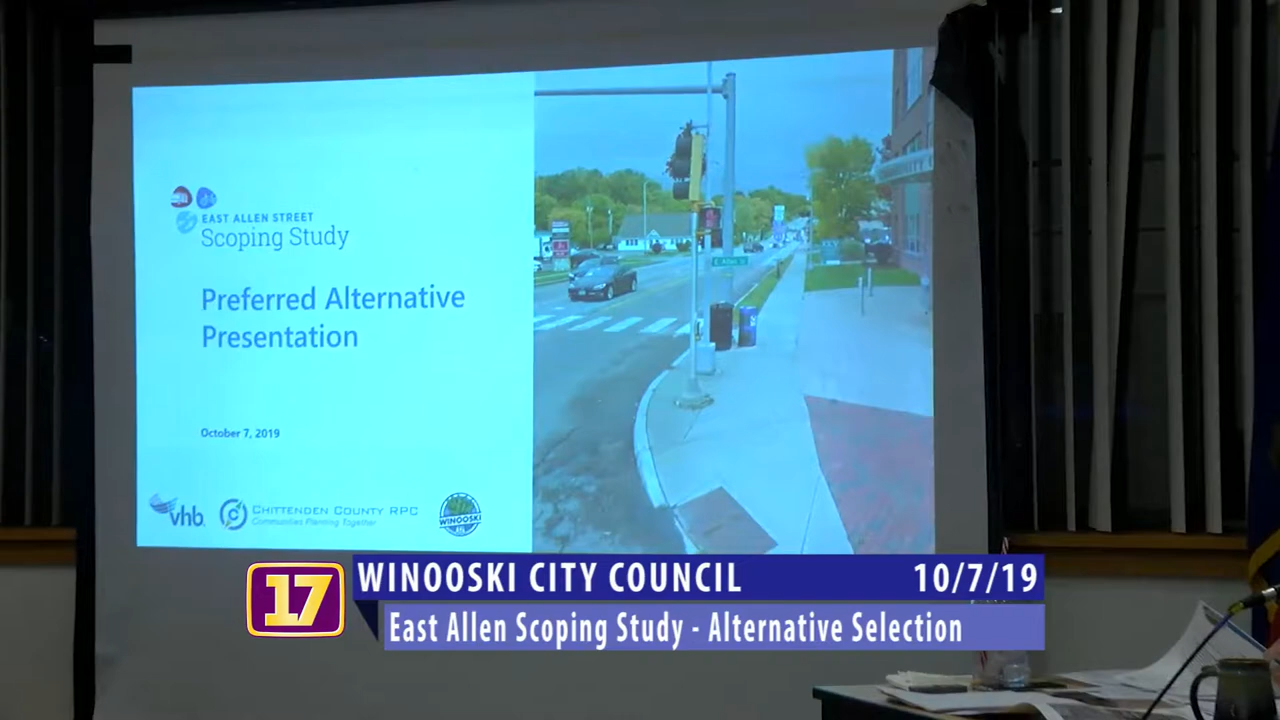 EAST ALLEN STREET
Scoping Study
Preferred Alternative
Presentation
October 7, 2019
vhb
CHITTENDEN COUNTY RPC
Communities Planning Together
WINOOSKI
E. Allen St
17
WINOOSKI CITY COUNCIL
10/7/19
East Allen Scoping Study - Alternative Selection